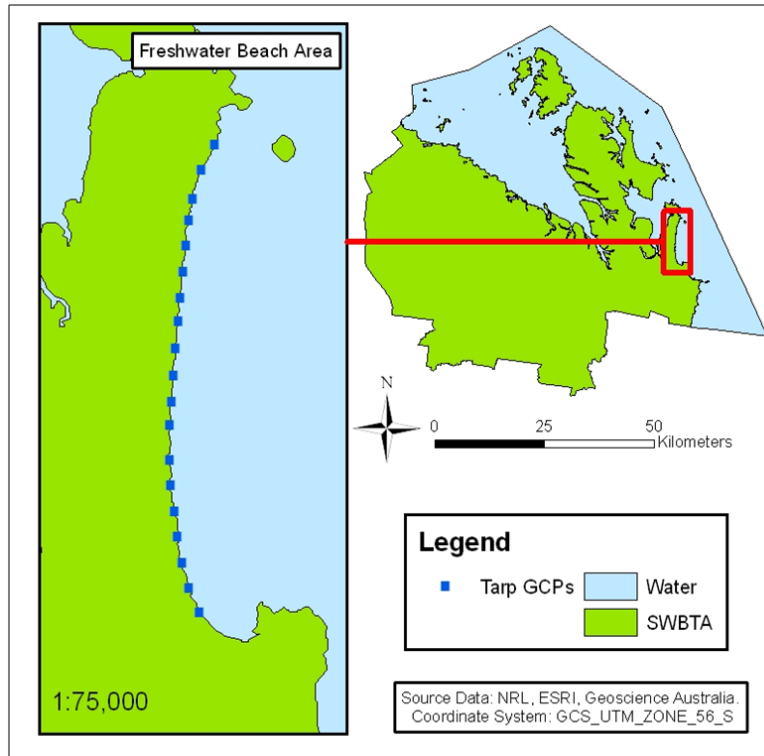 Freshwater Beach Area
1:75,000
N
0 25 50
Kilometers
Legend
Tarp GCPs
Water
SWBTA
Source Data: NRL, ESRI, Geoscience Australia.
Coordinate System: GCS_UTM_ZONE_56_S